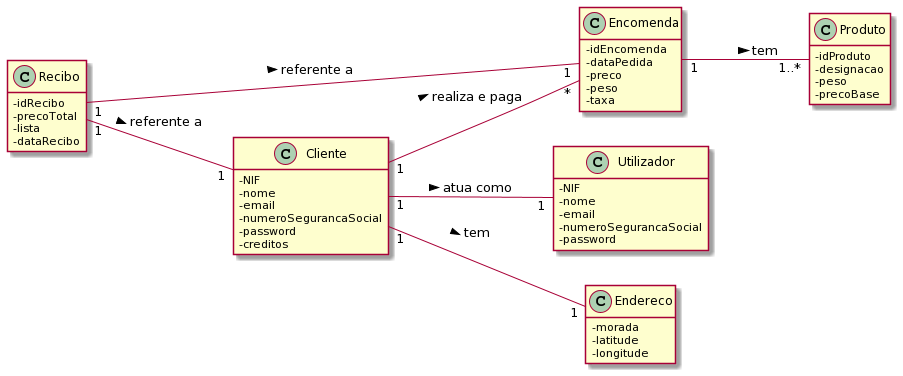 C Recibo
-idRecibo
-precoTotal
-lista
-dataRecibo
► referente a
1
1
► referente a
1
1
C Cliente
-NIF
-nome
-email
-numeroSegurancaSocial
-password
-creditos
► realiza e paga
1
*
► atua como
1
1
► tem
1
1
C Encomenda
-idEncomenda
-dataPedida
-preco
-peso
-taxa
► tem
1
1..*
C Produto
-idProduto
-designacao
-peso
-precoBase
C Utilizador
-NIF
-nome
-email
-numeroSegurancaSocial
-password
C Endereco
-morada
-latitude
-longitude